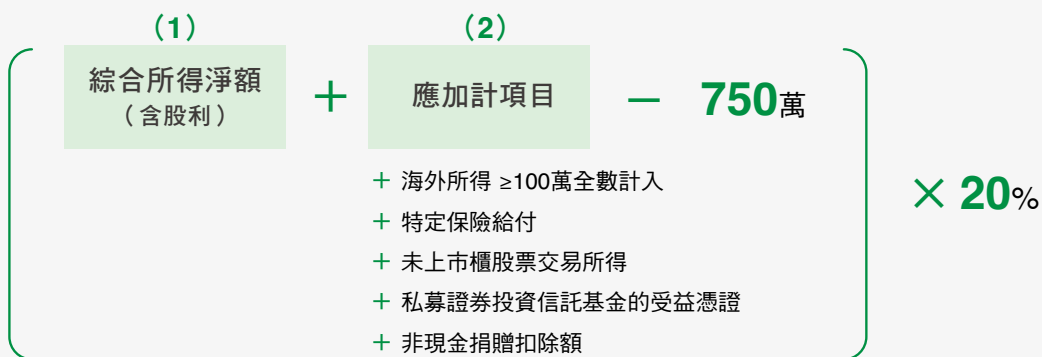 （1）
（2）
綜合所得淨額
（含股利）
＋
應加計項目
－ 750萬
＋ 海外所得 ≥100萬全數計入
＋ 特定保險給付
＋ 未上市櫃股票交易所得
＋ 私募證券投資信託基金的受益憑證
＋ 非現金捐贈扣除額
× 20%